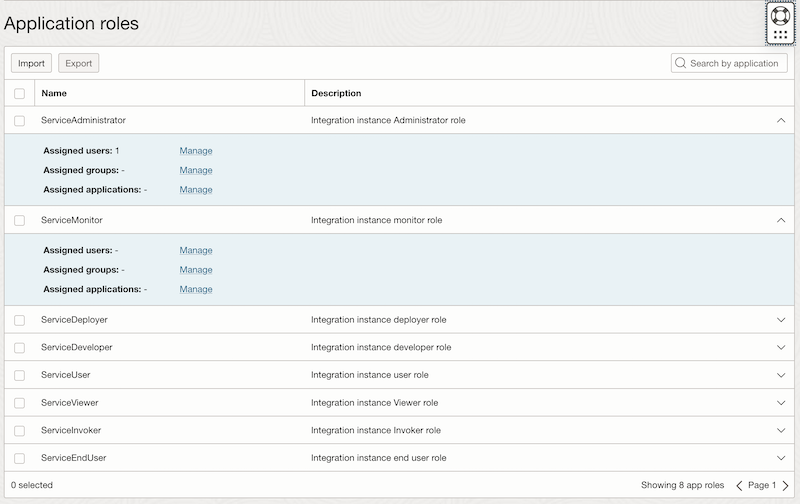 Application roles
Import Export Search by application
Name Description
ServiceAdministrator Integration instance Administrator role
Assigned users: 1 Manage
Assigned groups: - Manage
Assigned applications: - Manage
ServiceMonitor Integration instance monitor role
Assigned users: - Manage
Assigned groups: - Manage
Assigned applications: - Manage
ServiceDeployer Integration instance deployer role
ServiceDeveloper Integration instance developer role
ServiceUser Integration instance user role
ServiceViewer Integration instance Viewer role
ServiceInvoker Integration instance Invoker role
ServiceEndUser Integration instance end user role
0 selected Showing 8 app roles Page 1